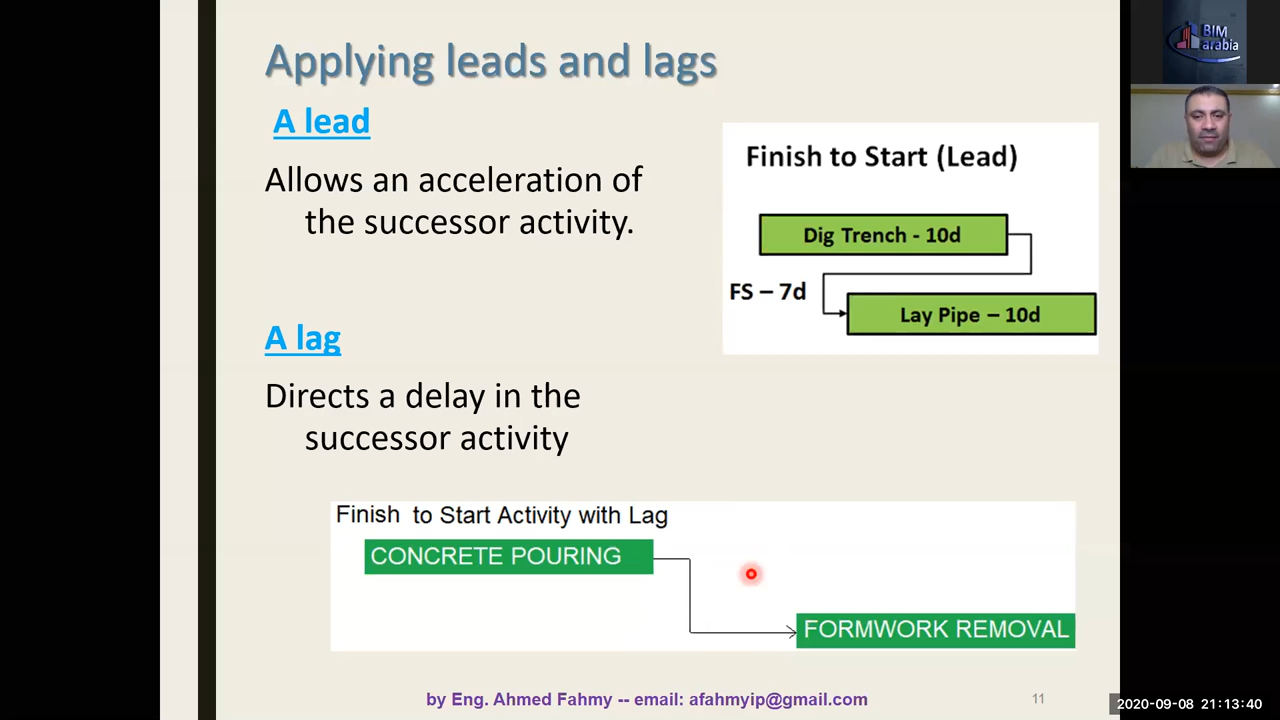 Applying leads and lags
A lead
Allows an acceleration of
the successor activity.
Finish to Start (Lead)
Dig Trench - 10d
FS – 7d
Lay Pipe – 10d
A lag
Directs a delay in the
successor activity
Finish to Start Activity with Lag
CONCRETE POURING
FORMWORK REMOVAL
by Eng. Ahmed Fahmy -- email: afahmyip@gmail.com
11
BIM
arabia
2020-09-08 21:13:40